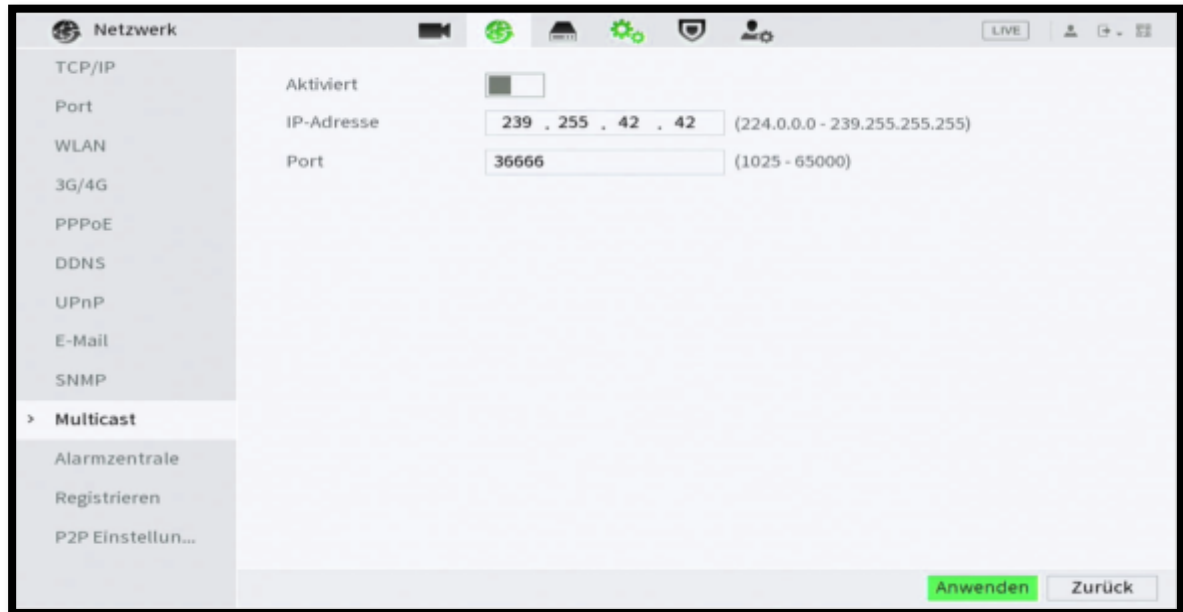 Netzwerk
LIVE
TCP/IP
Port
WLAN
3G/4G
PPPoE
DDNS
UPnP
E-Mail
SNMP
> Multicast
Alarmzentrale
Registrieren
P2P Einstellun...
Aktiviert
IP-Adresse 239 . 255 . 42 . 42 (224.0.0.0 - 239.255.255.255)
Port 36666 (1025 - 65000)
Anwenden Zurück